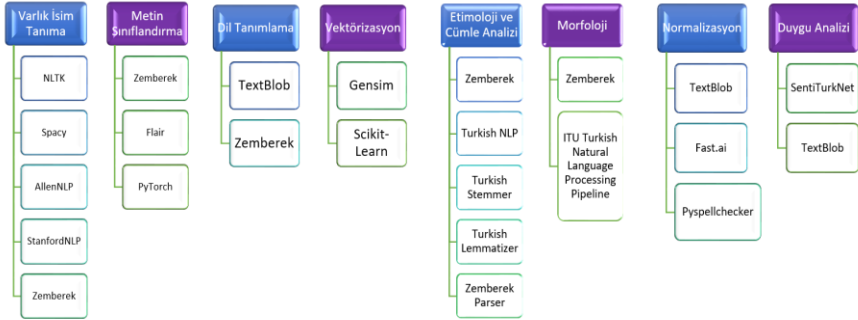 Varlık İsim
Tanıma
NLTK
Spacy
AllenNLP
StanfordNLP
Zemberek
Metin
Sınıflandırma
Zemberek
Flair
PyTorch
Dil Tanımlama
TextBlob
Zemberek
Vektörizasyon
Gensim
Scikit-
Learn
Etimoloji ve
Cümle Analizi
Zemberek
Turkish NLP
Turkish
Stemmer
Turkish
Lemmatizer
Zemberek
Parser
Morfoloji
Zemberek
ITU Turkish
Natural
Language
Processing
Pipeline
Normalizasyon
TextBlob
Fast.ai
Pyspellchecker
Duygu Analizi
SentiTurkNet
TextBlob